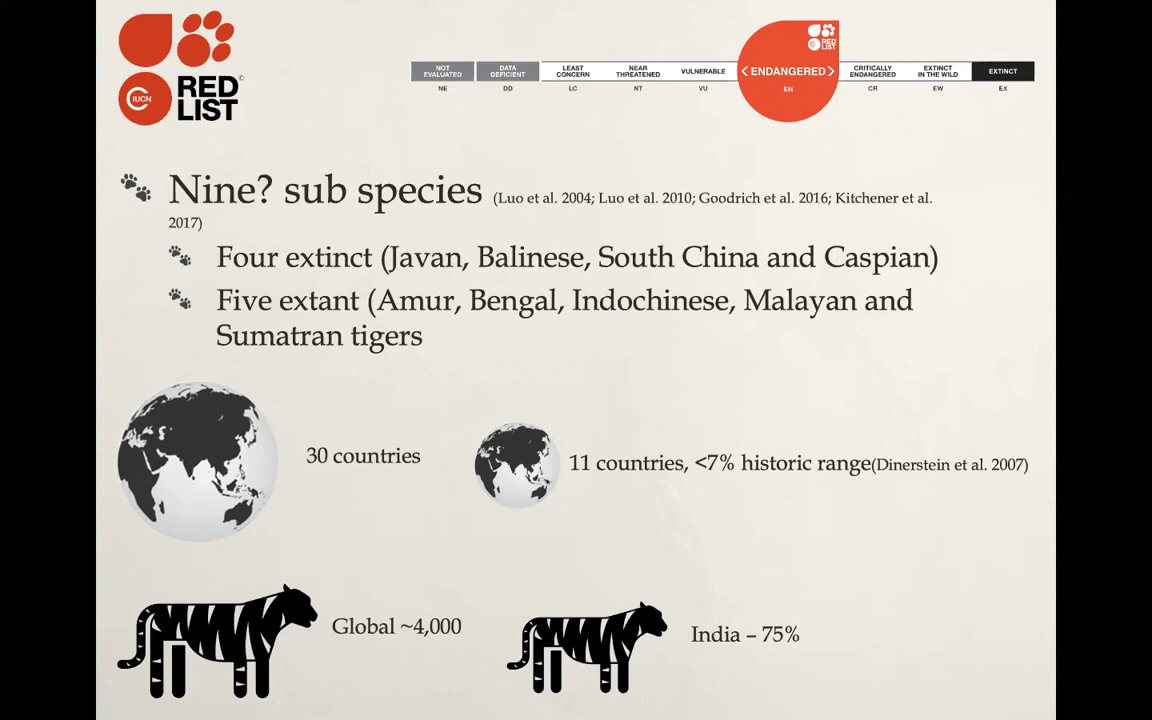 IUCN
RED
LIST
©
NOT EVALUATED
DATA DEFICIENT
LEAST CONCERN
NEAR THREATENED
VULNERABLE
RED LIST
< ENDANGERED >
CRITICALLY ENDANGERED
EXTINCT IN THE WILD
EXTINCT
NE
DD
LC
NT
VU
EN
CR
EW
EX
Nine? sub species (Luo et al. 2004; Luo et al. 2010; Goodrich et al. 2016; Kitchener et al.
2017)
Four extinct (Javan, Balinese, South China and Caspian)
Five extant (Amur, Bengal, Indochinese, Malayan and
Sumatran tigers
30 countries
11 countries, <7% historic range(Dinerstein et al. 2007)
Global ~4,000
India – 75%